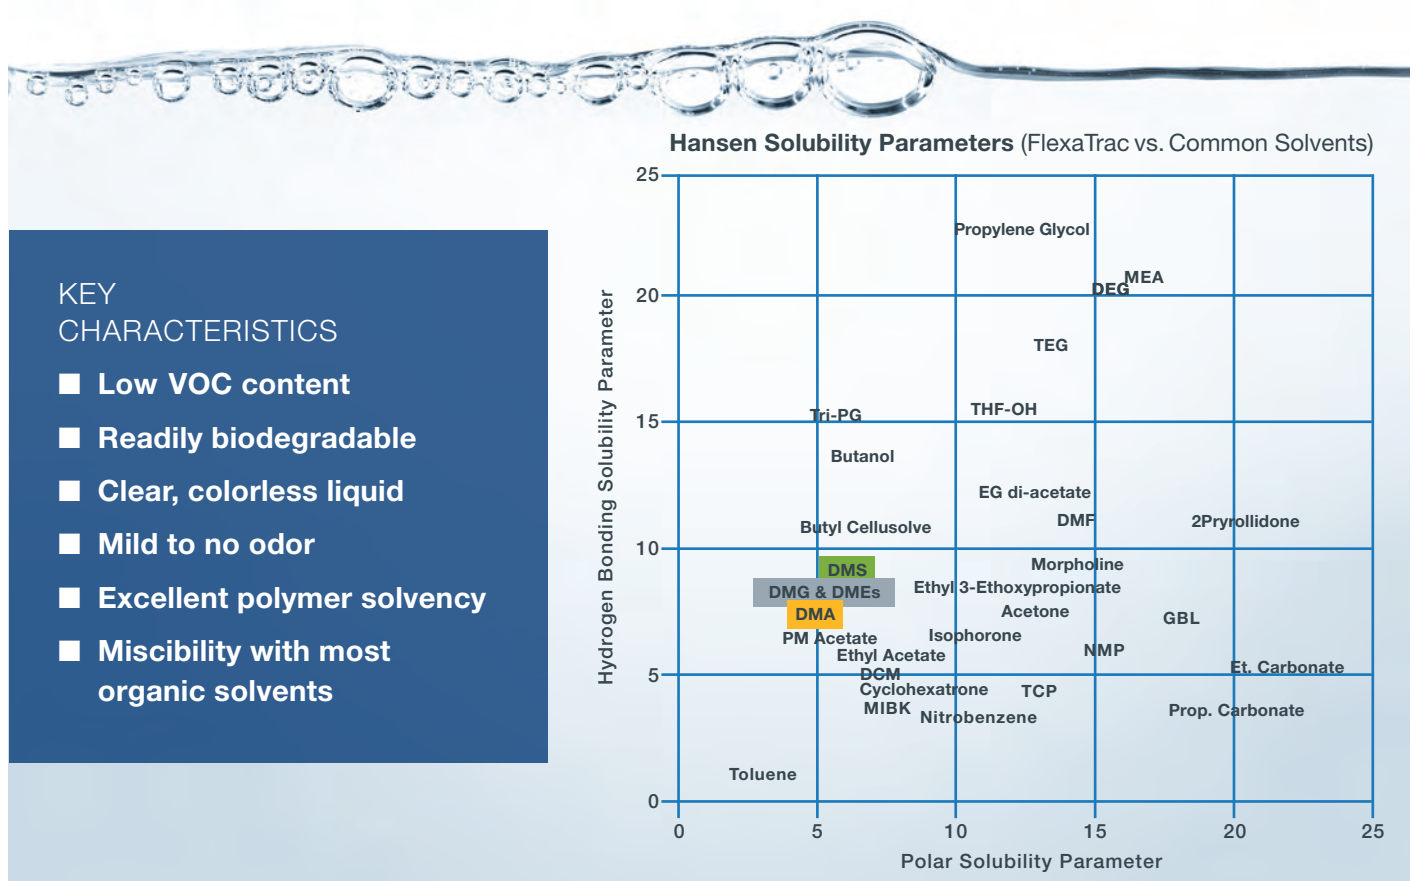 Hansen Solubility Parameters (FlexaTrac vs. Common Solvents)
KEY
CHARACTERISTICS
■ Low VOC content
■ Readily biodegradable
■ Clear, colorless liquid
■ Mild to no odor
■ Excellent polymer solvency
■ Miscibility with most
organic solvents
Hydrogen Bonding Solubility Parameter
25
20
15
10
5
0
Propylene Glycol
MEA
DEG
TEG
THF-OH
Tri-PG
Butanol
EG di-acetate
DMF
2Pryrollidone
Butyl Cellusolve
Morpholine
DMS
Ethyl 3-Ethoxypropionate
DMG & DMEs
Acetone
DMA
GBL
Isophorone
PM Acetate
NMP
Ethyl Acetate
Et. Carbonate
DCM
Cyclohexatrone
TCP
MIBK
Prop. Carbonate
Nitrobenzene
Toluene
0 5 10 15 20 25
Polar Solubility Parameter